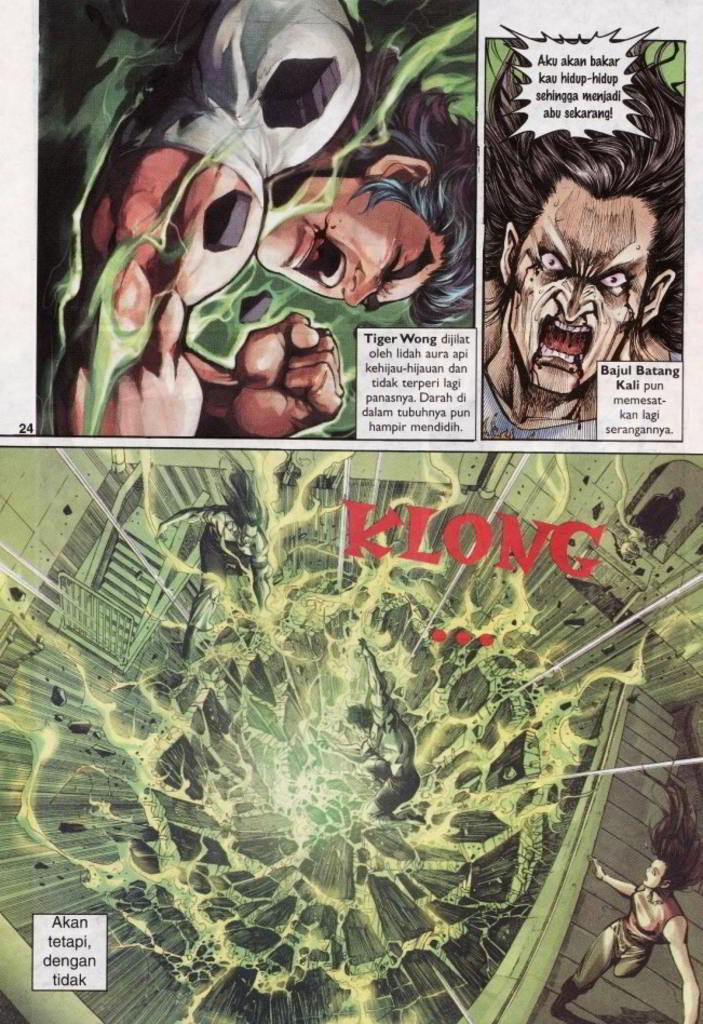 Aku akan bakar
kau hidup-hidup
sehingga menjadi
abu sekarang!
Tiger Wong dijilat
oleh lidah aura api
kehijau-hijauan dan
tidak terperi lagi
panasnya. Darah di
dalam tubuhnya pun
hampir mendidih.
Bajul Batang
Kali pun
memesat-
kan lagi
serangannya.
24
KLONG
...
Akan
tetapi,
dengan
tidak